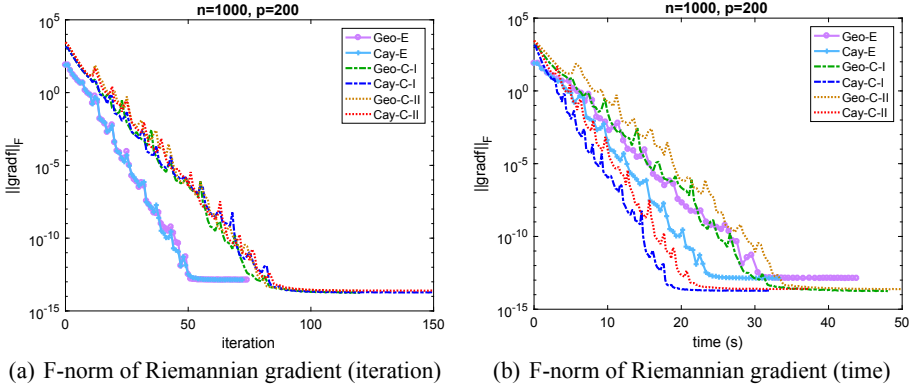 n=1000, p=200
10^5
10^0
10^-5
10^-10
10^-15
||gradf||_F
Geo-E
Cay-E
Geo-C-I
Cay-C-I
Geo-C-II
Cay-C-II
0 50 100 150
iteration
(a) F-norm of Riemannian gradient (iteration)
n=1000, p=200
10^5
10^0
10^-5
10^-10
10^-15
||gradf||_F
Geo-E
Cay-E
Geo-C-I
Cay-C-I
Geo-C-II
Cay-C-II
0 10 20 30 40 50
time (s)
(b) F-norm of Riemannian gradient (time)